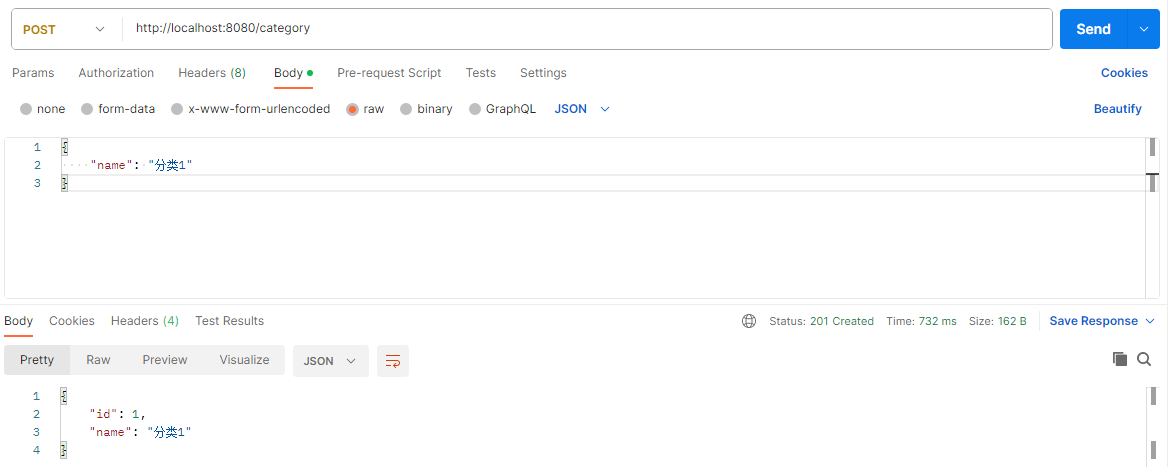 POST http://localhost:8080/category Send
Params Authorization Headers (8) Body Pre-request Script Tests Settings Cookies
none form-data x-www-form-urlencoded raw binary GraphQL JSON Beautify
1 {
2 "name": "分类1"
3 }
Body Cookies Headers (4) Test Results Status: 201 Created Time: 732 ms Size: 162 B Save Response
Pretty Raw Preview Visualize JSON
1 {
2 "id": 1,
3 "name": "分类1"
4 }